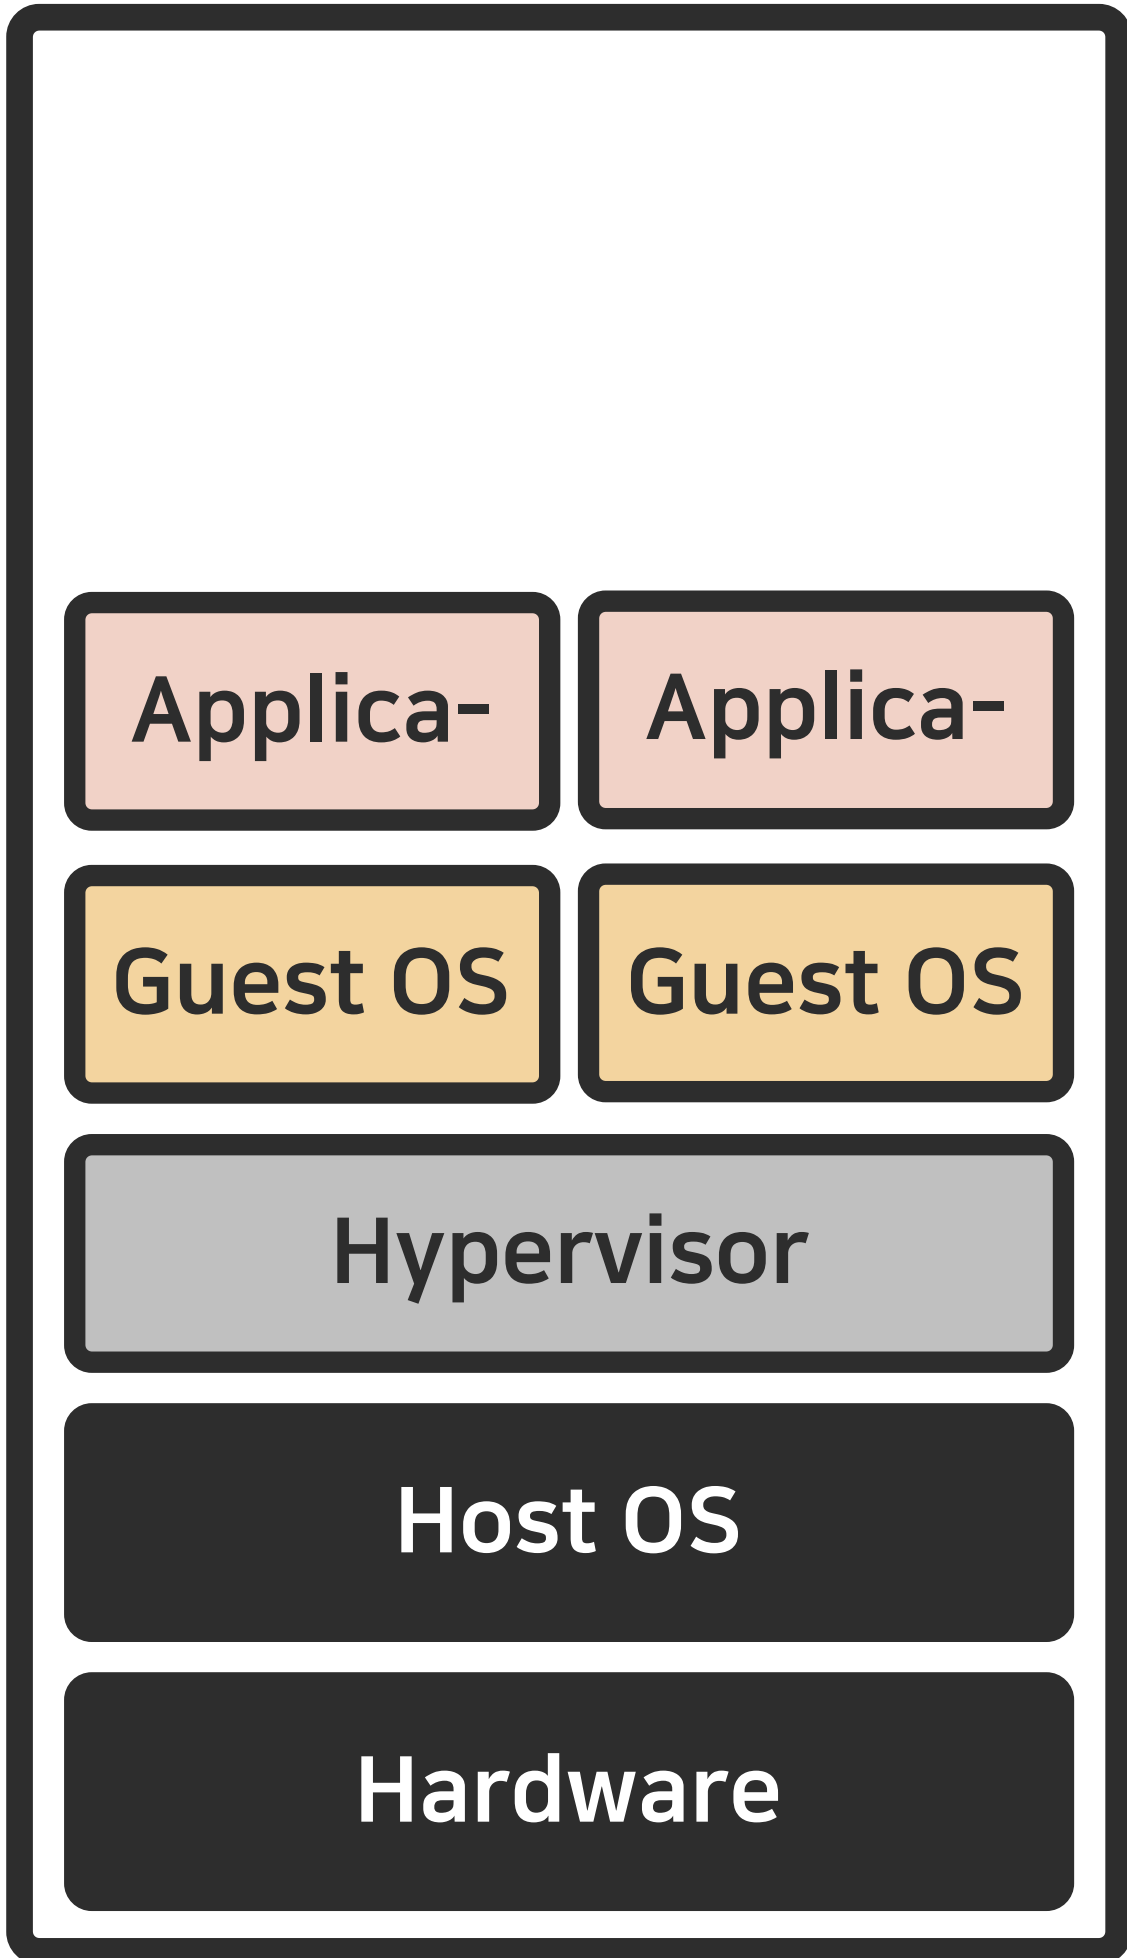 Applica-
Applica-
Guest OS
Guest OS
Hypervisor
Host OS
Hardware